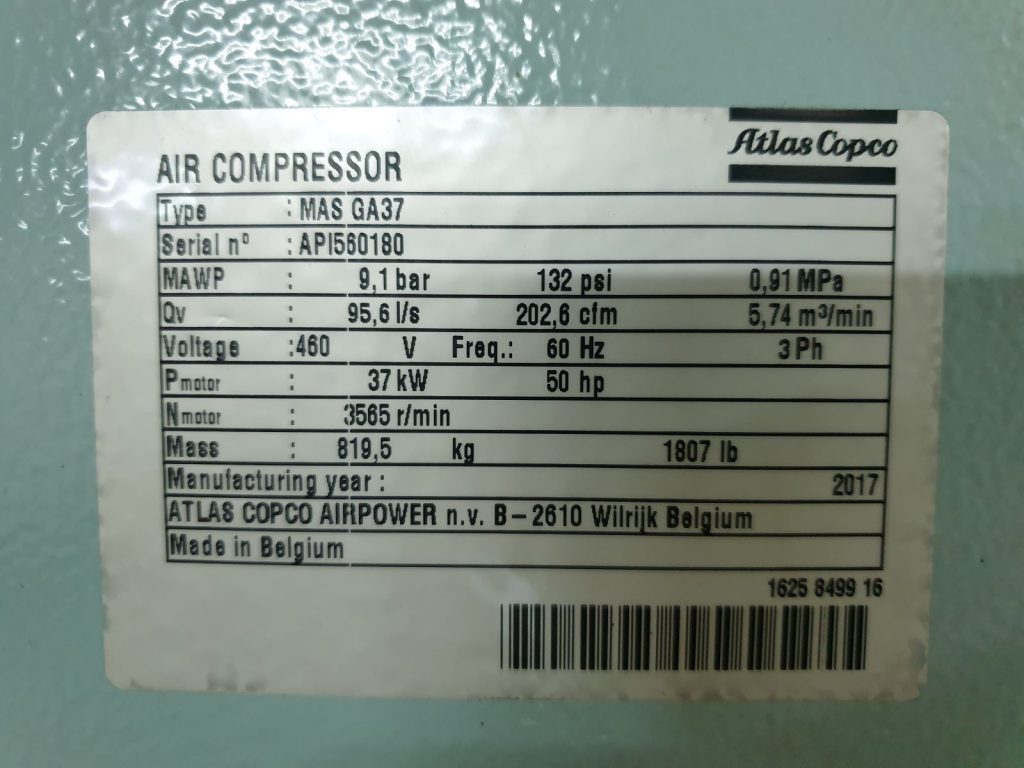 Atlas Copco
AIR COMPRESSOR
Type : MAS GA37
Serial nº : API560180
MAWP : 9,1 bar 132 psi 0,91 MPa
Qv : 95,6 l/s 202,6 cfm 5,74 m³/min
Voltage :460 V Freq.: 60 Hz 3 Ph
P motor : 37 kW 50 hp
N motor : 3565 r/min
Mass : 819,5 kg 1807 lb
Manufacturing year : 2017
ATLAS COPCO AIRPOWER n.v. B-2610 Wilrijk Belgium
Made in Belgium
1625 8499 16